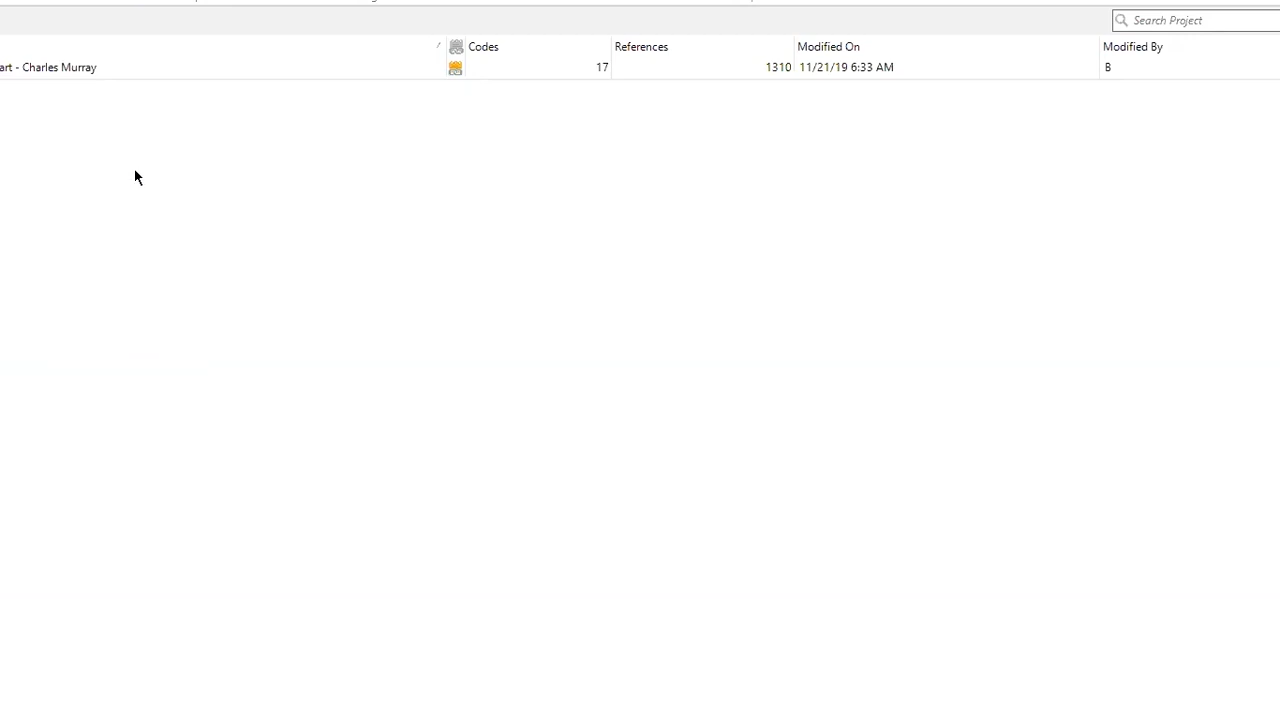 Search Project
Codes References Modified On Modified By
art - Charles Murray 17 1310 11/21/19 6:33 AM B